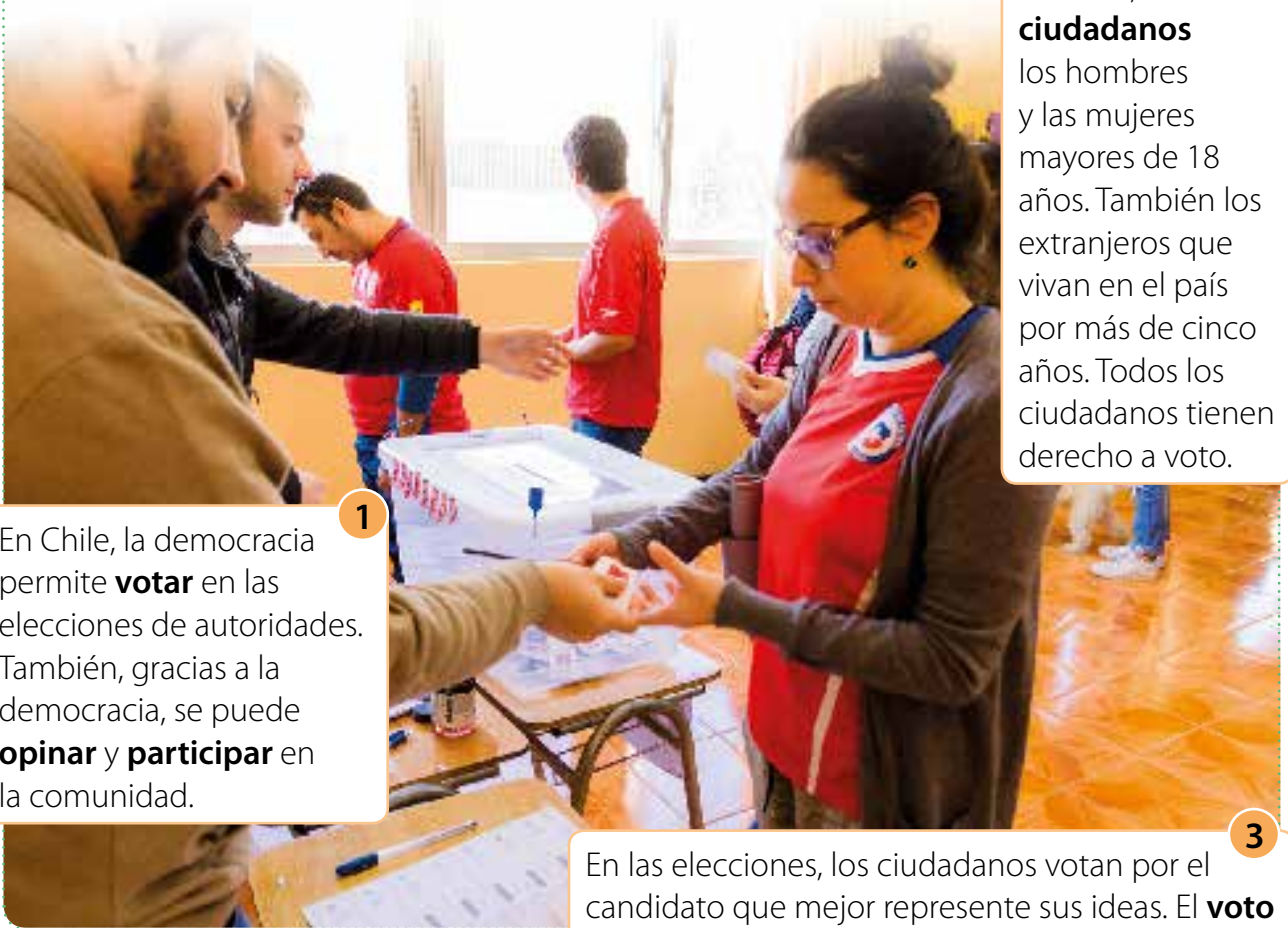 1
En Chile, la democracia
permite votar en las
elecciones de autoridades.
También, gracias a la
democracia, se puede
opinar y participar en
la comunidad.
ciudadanos
los hombres
y las mujeres
mayores de 18
años. También los
extranjeros que
vivan en el país
por más de cinco
años. Todos los
ciudadanos tienen
derecho a voto.
3
En las elecciones, los ciudadanos votan por el
candidato que mejor represente sus ideas. El voto